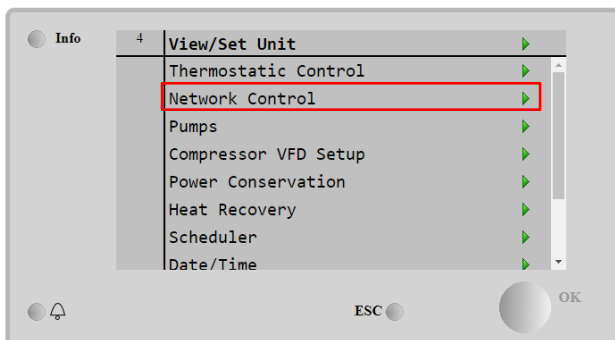 Info
4 View/Set Unit
Thermostatic Control
Network Control
Pumps
Compressor VFD Setup
Power Conservation
Heat Recovery
Scheduler
Date/Time
ESC
OK